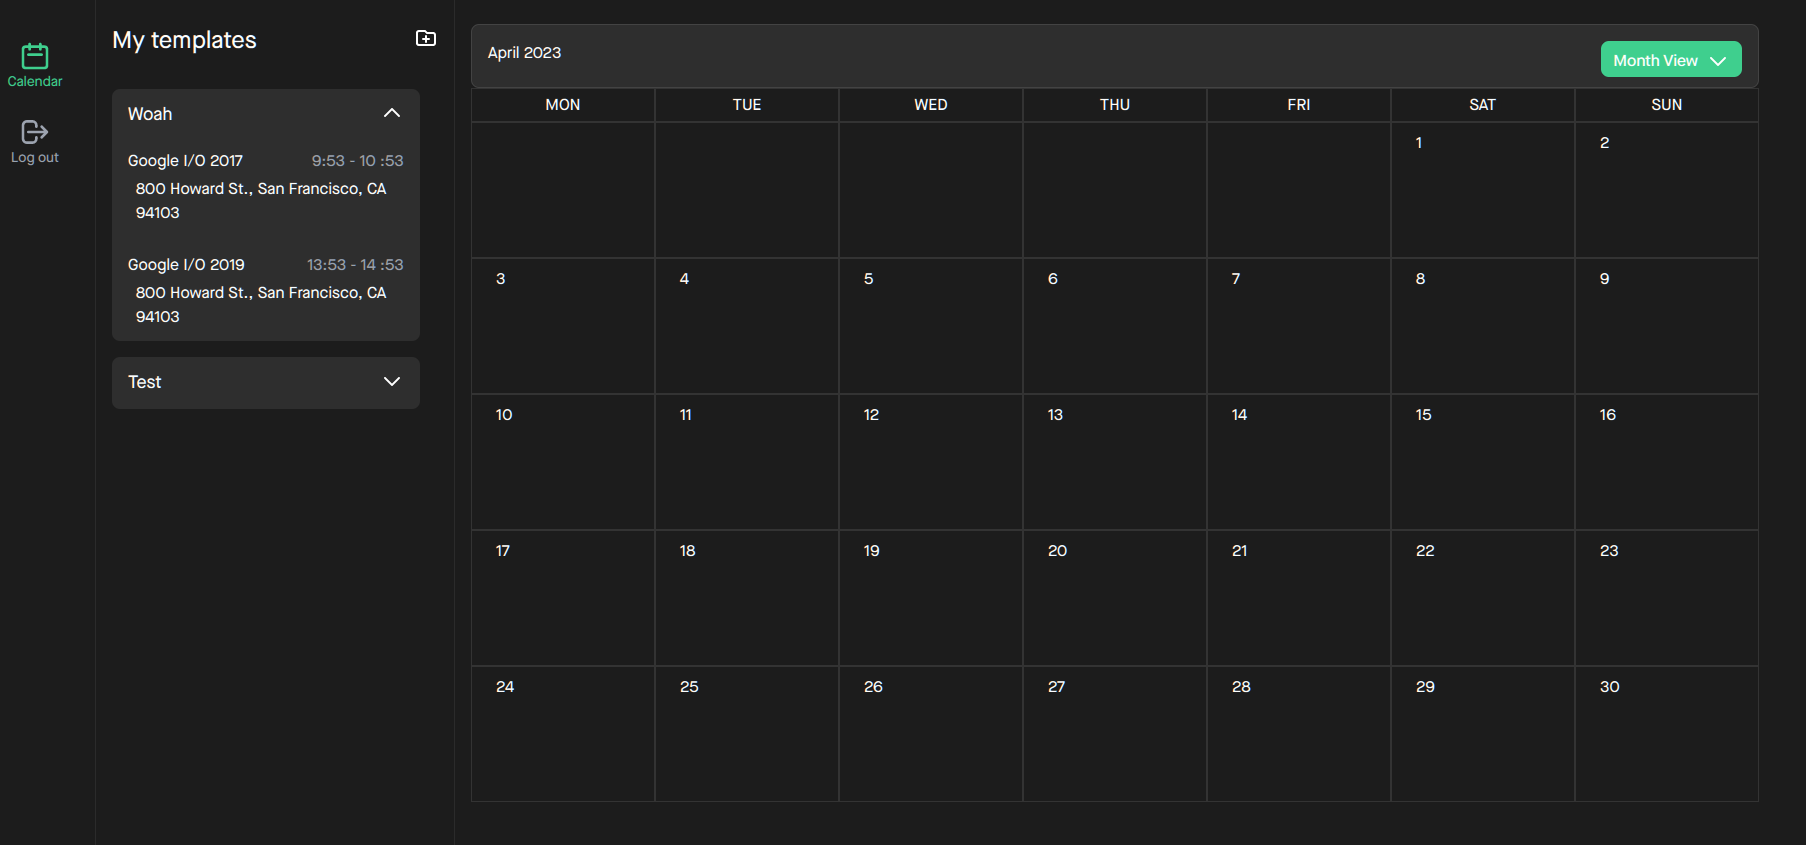 Calendar
Log out
My templates
Woah
Google I/O 2017 9:53 - 10 :53
800 Howard St., San Francisco, CA
94103
Google I/O 2019 13:53 - 14 :53
800 Howard St., San Francisco, CA
94103
Test
April 2023
Month View
MON TUE WED THU FRI SAT SUN
1 2
3 4 5 6 7 8 9
10 11 12 13 14 15 16
17 18 19 20 21 22 23
24 25 26 27 28 29 30